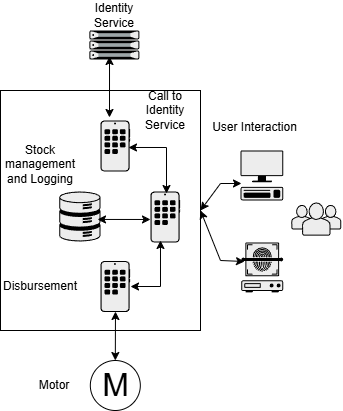 Identity
Service
Call to
Identity
Service
User Interaction
Stock
management
and Logging
Disbursement
Motor
M